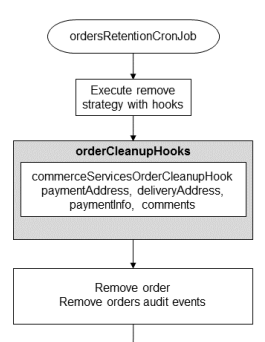 ordersRetentionCronJob
Execute remove
strategy with hooks
orderCleanupHooks
commerceServicesOrderCleanupHook
paymentAddress, deliveryAddress,
paymentInfo, comments
Remove order
Remove orders audit events